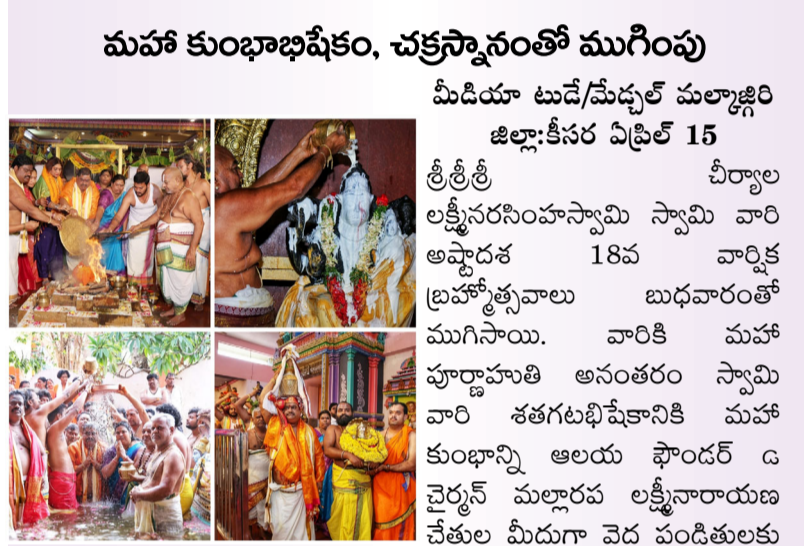 మహా కుంభాభిషేకం, చక్రస్నానంతో ముగింపు
మీడియా టుడే/మేడ్చల్ మల్కాజ్గిరి
జిల్లా:కీసర ఏప్రిల్ 15
శ్రీశ్రీశ్రీ చీర్యాల
లక్ష్మీనరసింహస్వామి స్వామి వారి
అష్టాదశ 18వ వార్షిక
బ్రహ్మోత్సవాలు బుధవారంతో
ముగిసాయి. వారికి మహా
పూర్ణాహుతి అనంతరం స్వామి
వారి శతగటభిషేకానికి మహా
కుంభాన్ని ఆలయ ఫౌండర్ డ
చైర్మన్ మల్లారప లక్ష్మీనారాయణ
చేతుల మీదుగా వెద పండితులకు